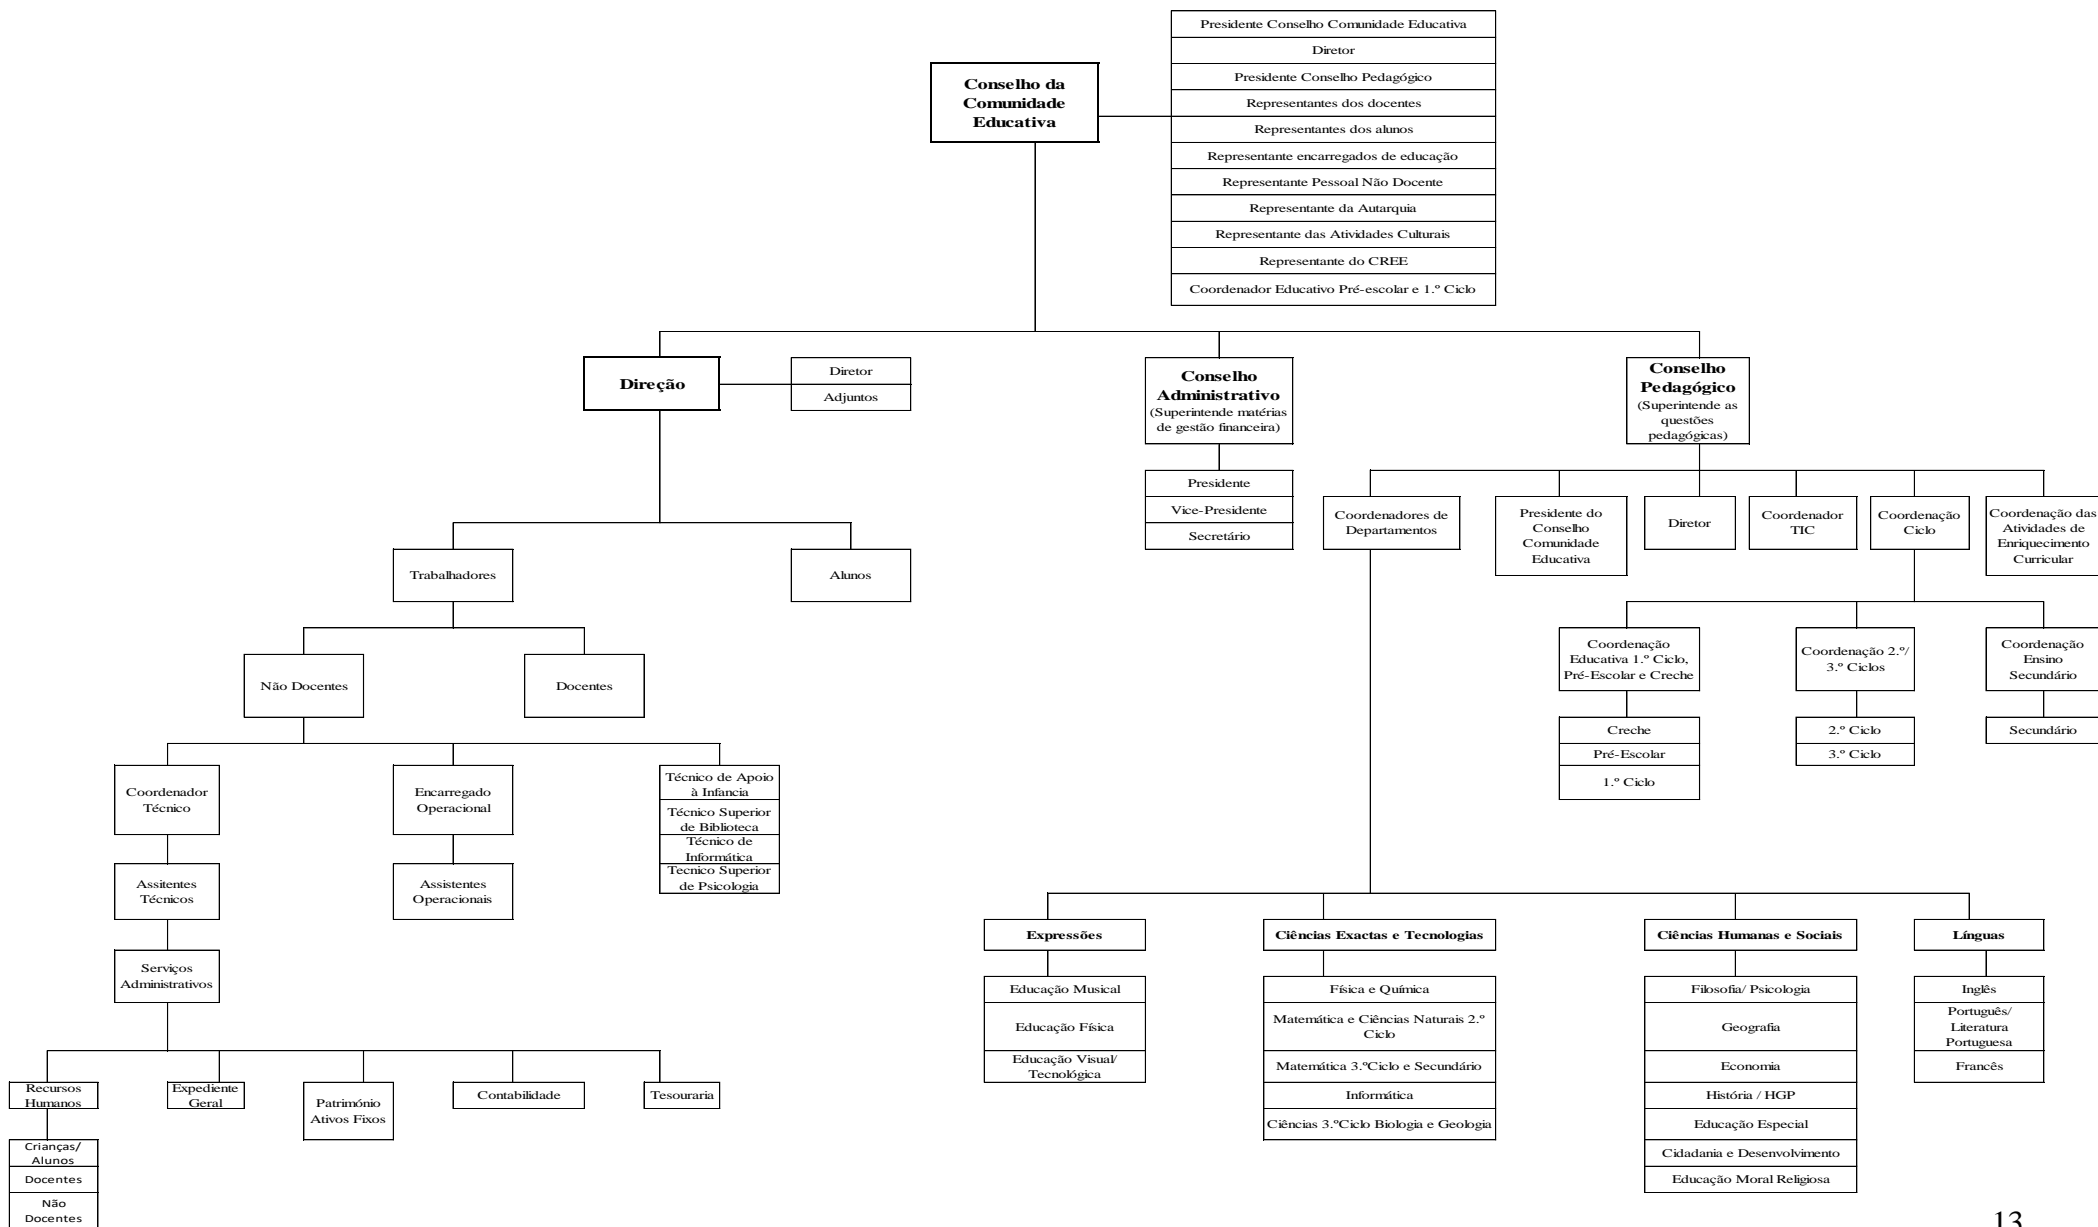 Presidente Conselho Comunidade Educativa
Diretor
Presidente Conselho Pedagógico
Representantes dos docentes
Representantes dos alunos
Representante encarregados de educação
Representante Pessoal Não Docente
Representante da Autarquia
Representante das Atividades Culturais
Representante do CREE
Coordenador Educativo Pré-escolar e 1.º Ciclo
Conselho da
Comunidade
Educativa
Direção
Diretor
Adjuntos
Conselho
Administrativo
(Superintende matérias
de gestão financeira)
Presidente
Vice-Presidente
Secretário
Conselho
Pedagógico
(Superintende as
questões
pedagógicas)
Coordenadores de
Departamentos
Presidente do
Conselho
Comunidade
Educativa
Diretor
Coordenador
TIC
Coordenação
Ciclo
Coordenação das
Atividades de
Enriquecimento
Curricular
Trabalhadores
Alunos
Não Docentes
Docentes
Coordenação
Educativa 1.º Ciclo,
Pré-Escolar e Creche
Coordenação 2.º/
3.º Ciclos
Coordenação
Ensino
Secundário
Creche
Pré-Escolar
1.º Ciclo
2.º Ciclo
3.º Ciclo
Secundário
Coordenador
Técnico
Encarregado
Operacional
Técnico de Apoio
à Infancia
Técnico Superior
de Biblioteca
Técnico de
Informática
Tecnico Superior
de Psicologia
Assitentes
Técnicos
Assistentes
Operacionais
Serviços
Administrativos
Recursos
Humanos
Expediente
Geral
Património
Ativos Fixos
Contabilidade
Tesouraria
Crianças/
Alunos
Docentes
Não
Docentes
Expressões
Educação Musical
Educação Física
Educação Visual/
Tecnológica
Ciências Exactas e Tecnologias
Física e Química
Matemática e Ciências Naturais 2.º
Ciclo
Matemática 3.ºCiclo e Secundário
Informática
Ciências 3.ºCiclo Biologia e Geologia
Ciências Humanas e Sociais
Filosofia/ Psicologia
Geografia
Economia
História / HGP
Educação Especial
Cidadania e Desenvolvimento
Educação Moral Religiosa
Línguas
Inglês
Português/
Literatura
Portuguesa
Francês
13